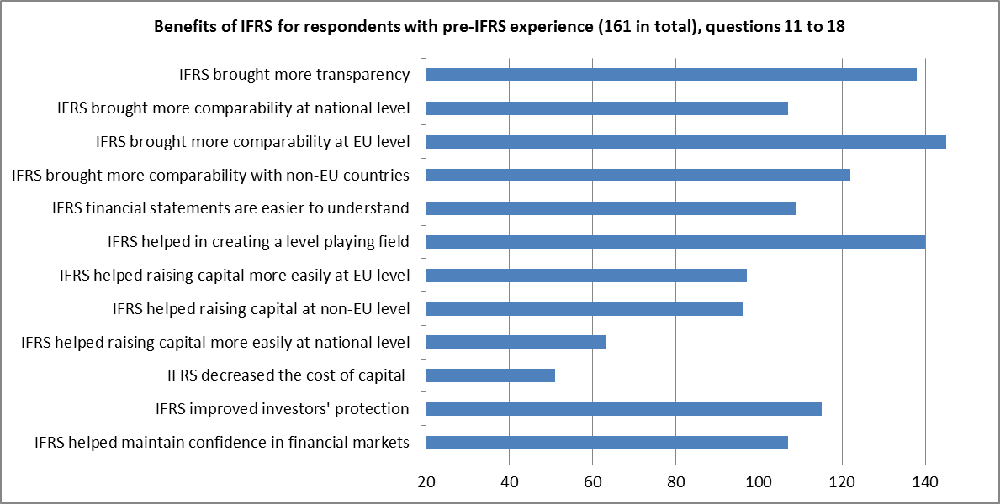 Benefits of IFRS for respondents with pre-IFRS experience (161 in total), questions 11 to 18
IFRS brought more transparency
IFRS brought more comparability at national level
IFRS brought more comparability at EU level
IFRS brought more comparability with non-EU countries
IFRS financial statements are easier to understand
IFRS helped in creating a level playing field
IFRS helped raising capital more easily at EU level
IFRS helped raising capital at non-EU level
IFRS helped raising capital more easily at national level
IFRS decreased the cost of capital
IFRS improved investors' protection
IFRS helped maintain confidence in financial markets
20 40 60 80 100 120 140